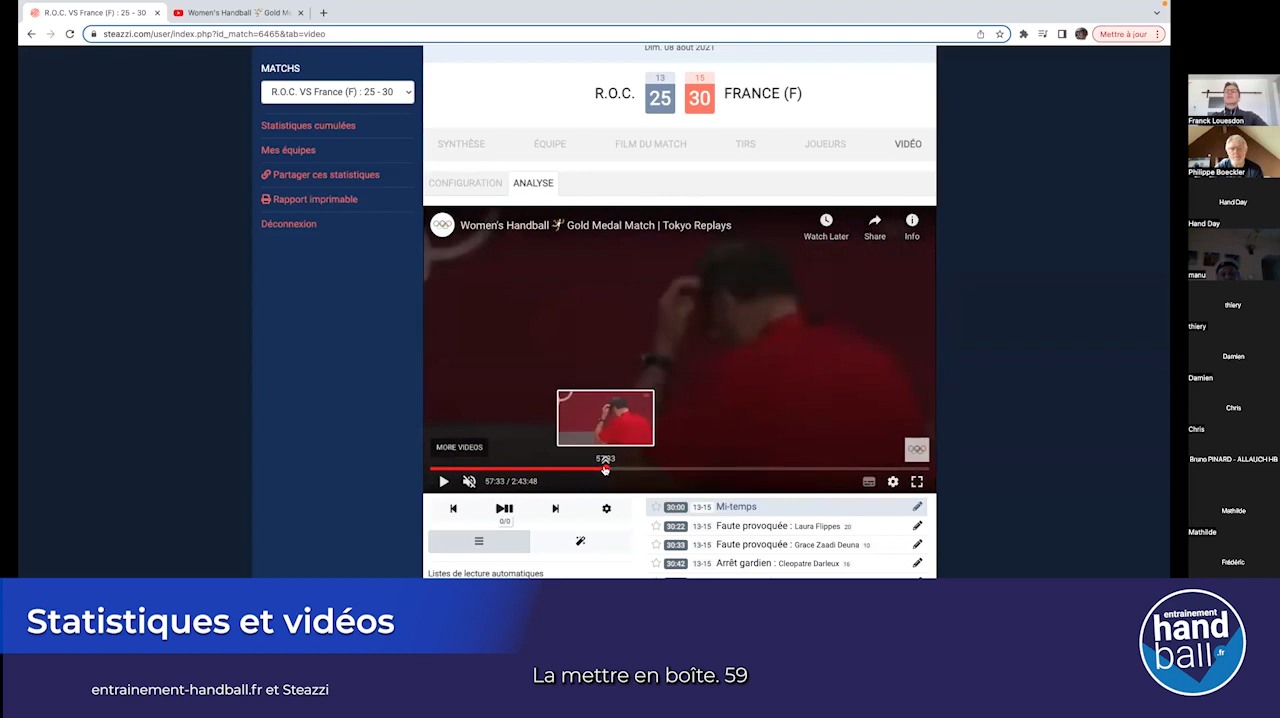 R.O.C. VS France (F) : 25 - 30
Women's Handball 🤾 Gold Me
steazzi.com/user/index.php?id_match=6465&tab=video
Mettre à jour
MATCHS
R.O.C. VS France (F) : 25 - 30
Statistiques cumulées
Mes équipes
Partager ces statistiques
Rapport imprimable
Déconnexion
Dim. 08 août 2021
R.O.C.
13
25
15
30
FRANCE (F)
SYNTHÈSE ÉQUIPE FILM DU MATCH TIRS JOUEURS VIDÉO
CONFIGURATION ANALYSE
Women's Handball 🤾 Gold Medal Match | Tokyo Replays
Watch Later Share Info
MORE VIDEOS
57:33
57:33 / 2:43:48
0/0
Listes de lecture automatiques
30:00 13-15 Mi-temps
30:22 13-15 Faute provoquée : Laura Flippes 20
30:33 13-15 Faute provoquée : Grace Zaadi Deuna 10
30:42 13-15 Arrêt gardien : Cleopatre Darleux 16
Franck Louesdon
Philippe Boeckler
Hand Day
Hand Day
manu
thiery
thiery
Damien
Damien
Chris
Chris
Bruno PINARD - ALLAUCH HB
Mathilde
Mathilde
Frédéric
Statistiques et vidéos
entrainement-handball.fr et Steazzi
La mettre en boîte. 59
entrainement
hand
ball.fr